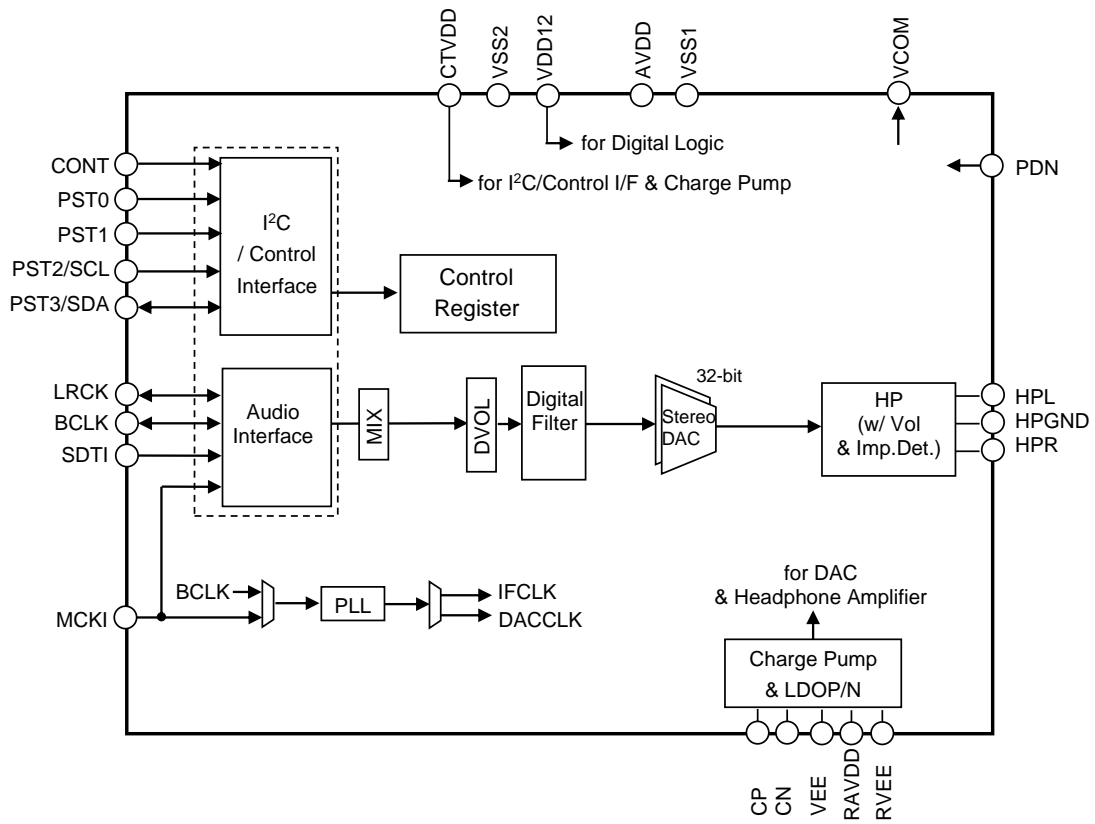 CTVDD
VSS2
VDD12
AVDD
VSS1
VCOM
for Digital Logic
for I²C/Control I/F & Charge Pump
PDN
CONT
PST0
PST1
PST2/SCL
PST3/SDA
I²C
/ Control
Interface
Control
Register
LRCK
BCLK
SDTI
Audio
Interface
MIX
DVOL
Digital
Filter
32-bit
Stereo
DAC
HP
(w/ Vol
& Imp.Det.)
HPL
HPGND
HPR
MCKI
BCLK
PLL
IFCLK
DACCLK
for DAC
& Headphone Amplifier
Charge Pump
& LDOP/N
CP
CN
VEE
RAVDD
RVEE